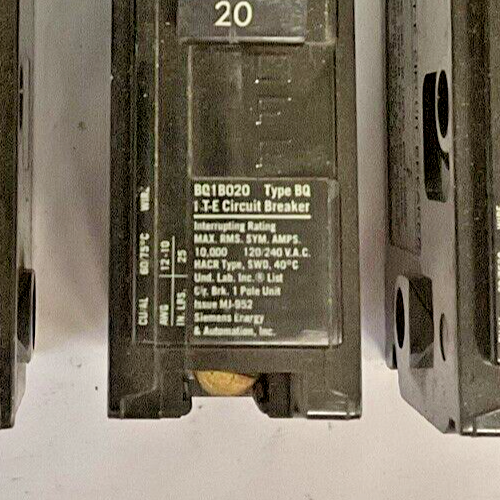 20
BQ1B020 Type BQ
I-T-E Circuit Breaker
Interrupting Rating
MAX. RMS. SYM. AMPS.
10,000 120/240 V.A.C.
HACR Type, SWD, 40°C
Und. Lab. Inc. ® List
Cir. Brk. 1 Pole Unit
Issue MJ-952
Siemens Energy
& Automation, Inc.
CU/AL 60/75°C WIRE
AWG 12-10
IN. LBS. 25